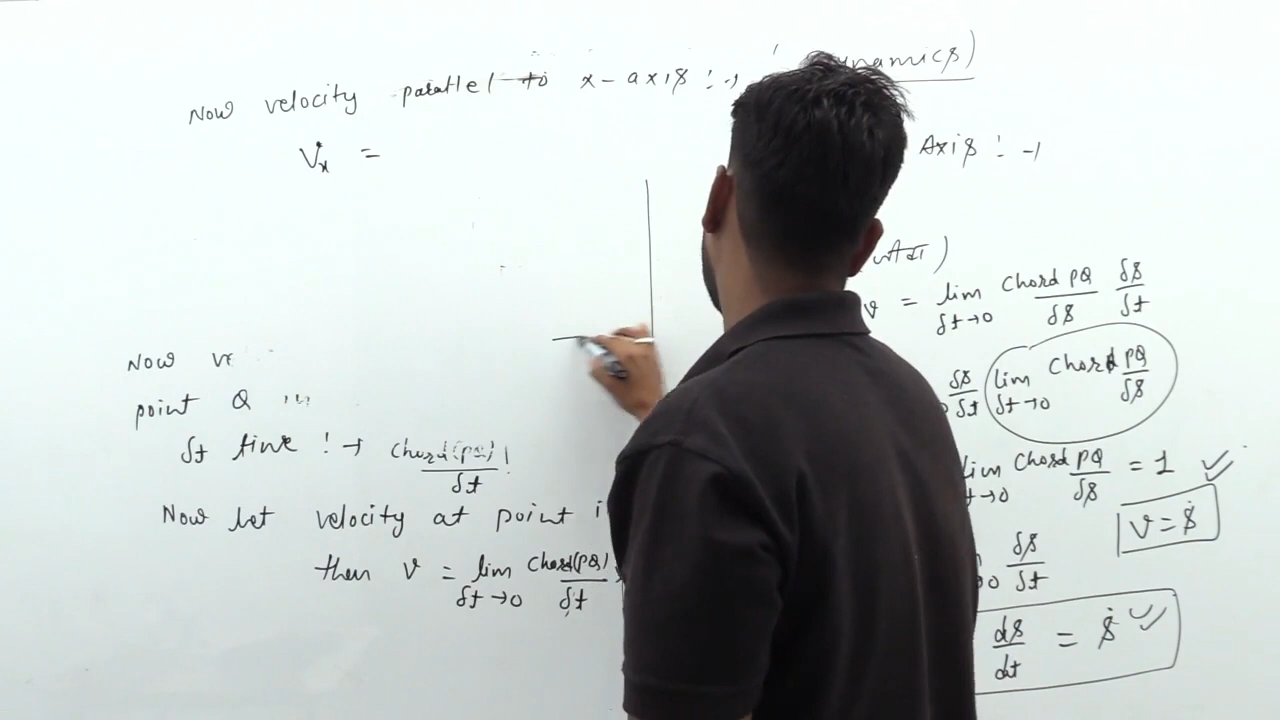 Now velocity parallel to x-axis :-
Vx =
Axis :-
v = lim δt→0 Chord PQ/δs δs/δt
Now ve
point Q
δs/δt lim δt→0 Chord PQ/δs
δt time :→ Chord(PQ)/δt
lim t→0 Chord PQ/δs = 1
Now let velocity at point
v = ṡ
then v = lim δt→0 Chord(PQ)/δt
δs/δt
ds/dt = ṡ